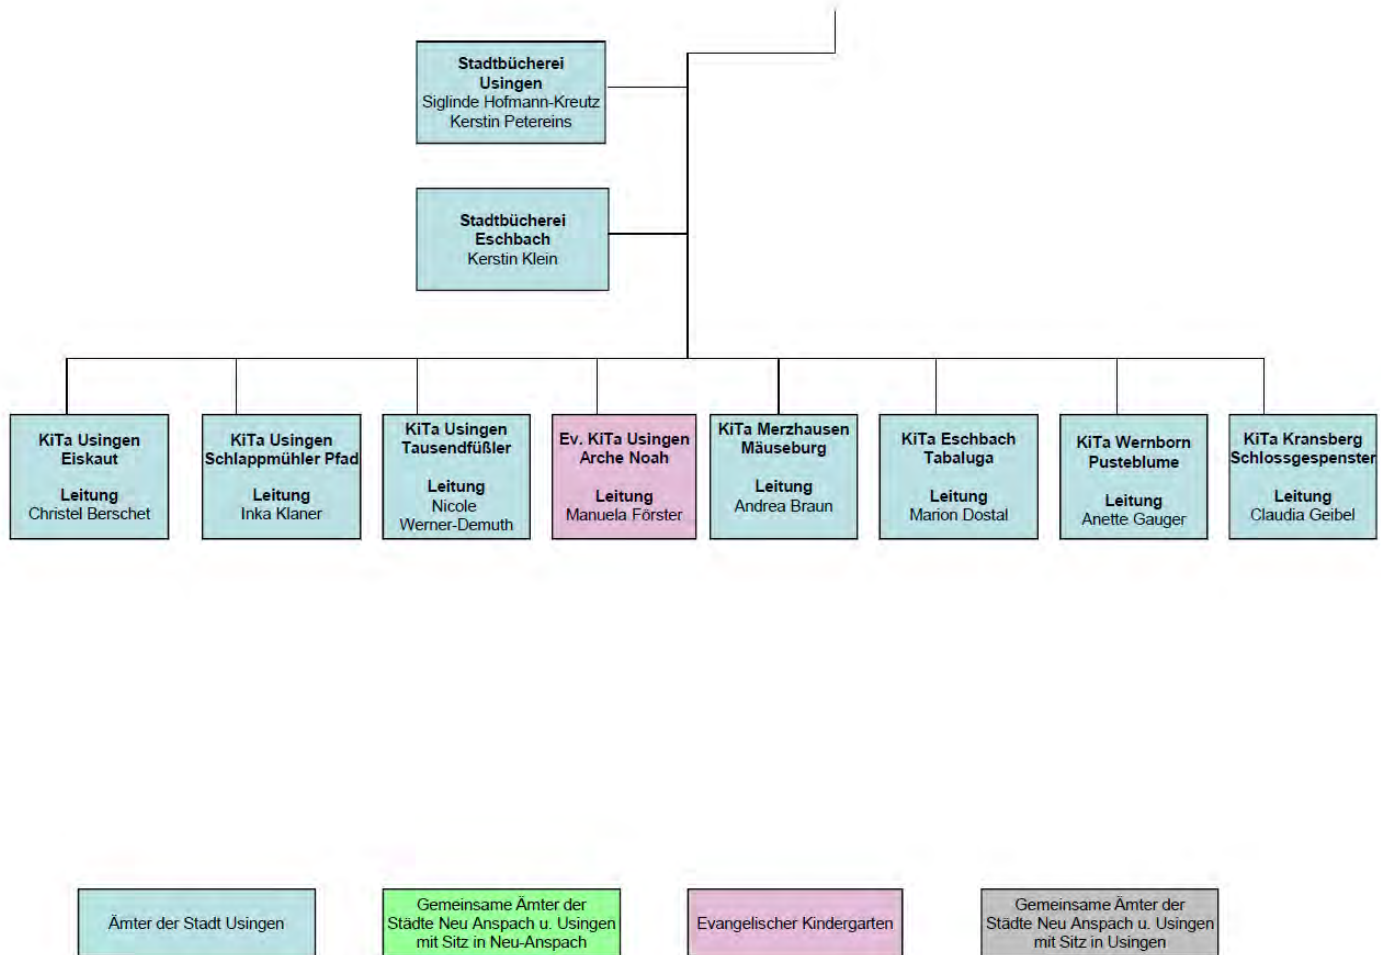 Stadtbücherei
Usingen
Siglinde Hofmann-Kreutz
Kerstin Petereins
Stadtbücherei
Eschbach
Kerstin Klein
KiTa Usingen
Eiskaut
Leitung
Christel Berschet
KiTa Usingen
Schlappmühler Pfad
Leitung
Inka Klaner
KiTa Usingen
Tausendfüßler
Leitung
Nicole
Werner-Demuth
Ev. KiTa Usingen
Arche Noah
Leitung
Manuela Förster
KiTa Merzhausen
Mäuseburg
Leitung
Andrea Braun
KiTa Eschbach
Tabaluga
Leitung
Marion Dostal
KiTa Wernborn
Pusteblume
Leitung
Anette Gauger
KiTa Kransberg
Schlossgespenster
Leitung
Claudia Geibel
Ämter der Stadt Usingen
Gemeinsame Ämter der
Städte Neu Anspach u. Usingen
mit Sitz in Neu-Anspach
Evangelischer Kindergarten
Gemeinsame Ämter der
Städte Neu Anspach u. Usingen
mit Sitz in Usingen